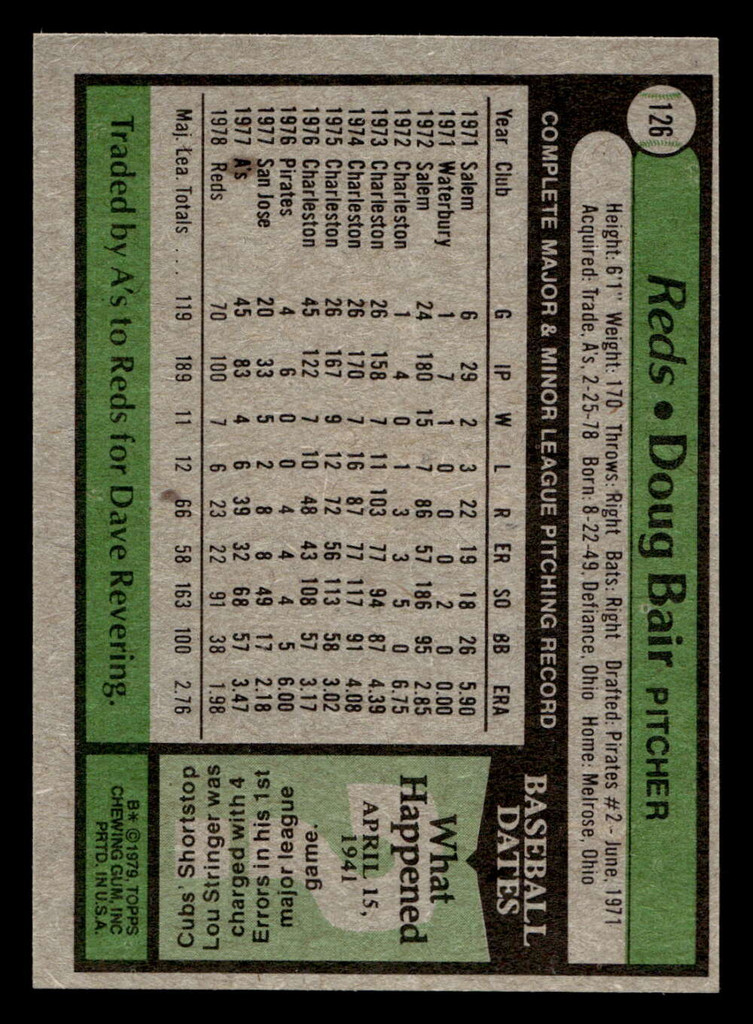 126
Reds • Doug Bair PITCHER
Height: 6'1" Weight: 170 Throws: Right Bats: Right Drafted: Pirates #2 - June, 1971
Acquired: Trade, A's, 2-25-78 Born: 8-22-49, Defiance, Ohio Home: Melrose, Ohio
COMPLETE MAJOR & MINOR LEAGUE PITCHING RECORD
Year Club G IP W L R ER SO BB ERA
1971 Salem 6 29 2 3 22 19 18 26 5.90
1971 Waterbury 1 7 1 0 0 0 2 0 0.00
1972 Salem 24 180 15 7 86 57 186 95 2.85
1972 Charleston 1 4 0 1 3 3 5 0 6.75
1973 Charleston 26 158 7 11 103 77 94 87 4.39
1974 Charleston 26 170 7 16 87 77 117 91 4.08
1975 Charleston 26 167 9 12 72 56 113 58 3.02
1976 Charleston 45 122 7 10 48 43 108 57 3.17
1976 Pirates 4 6 0 0 4 4 4 5 6.00
1977 San Jose 20 33 5 2 8 8 49 17 2.18
1977 A's 45 83 4 6 39 32 68 57 3.47
1978 Reds 70 100 7 6 23 22 91 38 1.98
Maj. Lea. Totals .... 119 189 11 12 66 58 163 100 2.76
Traded by A's to Reds for Dave Revering.
BASEBALL
DATES
What
Happened
APRIL 15,
1941
Cubs' Shortstop
Lou Stringer was
charged with 4
Errors in his 1st
major league
game.
B* © 1979, TOPPS
CHEWING GUM, INC
PRTD. IN U.S.A.